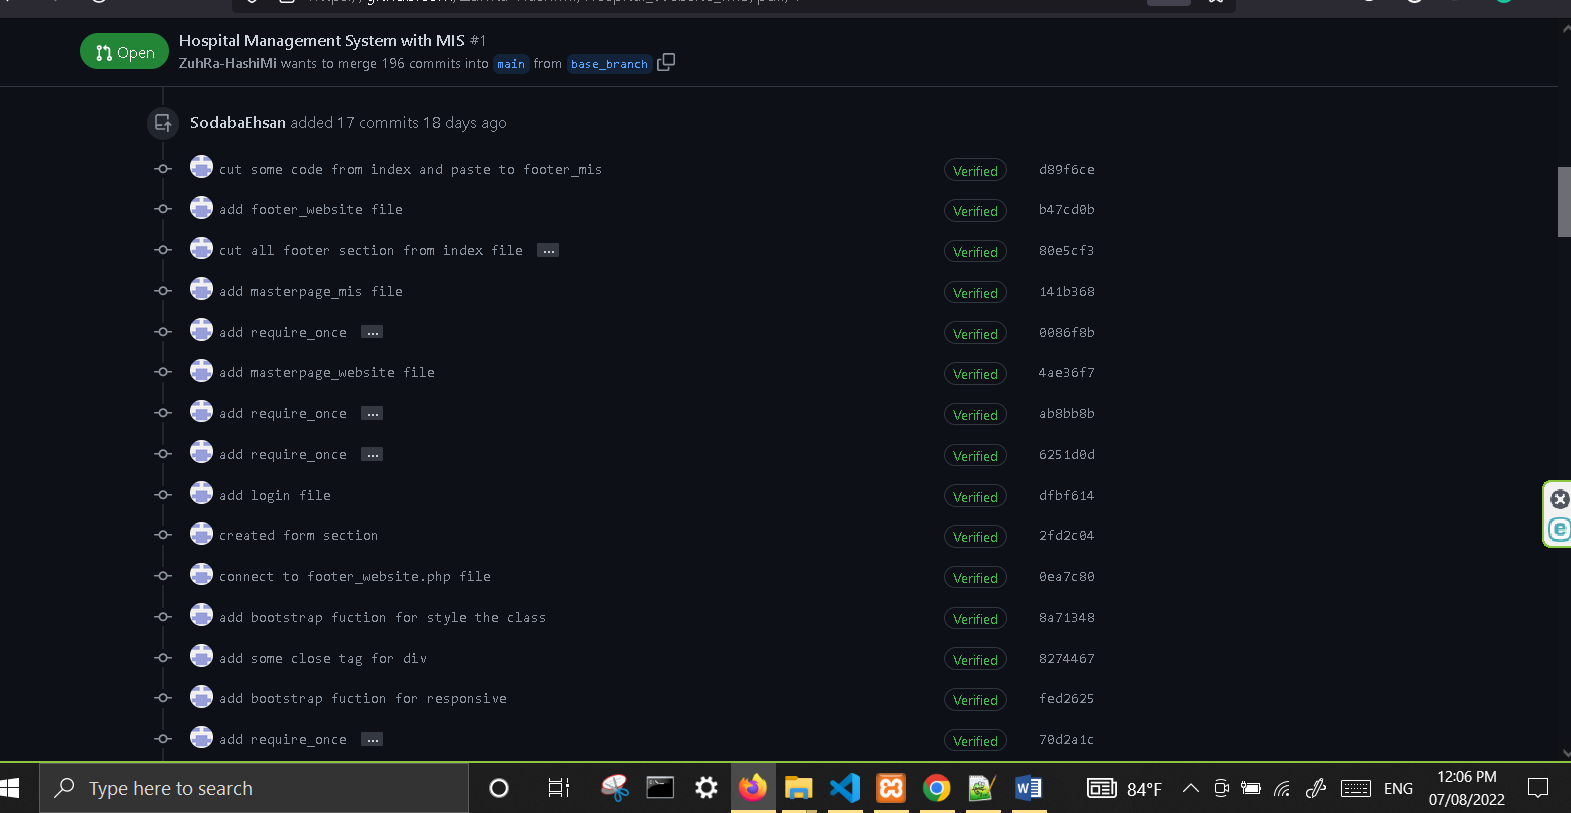 Open
Hospital Management System with MIS #1
ZuhRa-HashiMi wants to merge 196 commits into main from base_branch
SodabaEhsan added 17 commits 18 days ago
cut some code from index and paste to footer_mis Verified d89f6ce
add footer_website file Verified b47cd0b
cut all footer section from index file ... Verified 80e5cf3
add masterpage_mis file Verified 141b368
add require_once ... Verified 0086f8b
add masterpage_website file Verified 4ae36f7
add require_once ... Verified ab8bb8b
add require_once ... Verified 6251d0d
add login file Verified dfbf614
created form section Verified 2fd2c04
connect to footer_website.php file Verified 0ea7c80
add bootstrap fuction for style the class Verified 8a71348
add some close tag for div Verified 8274467
add bootstrap fuction for responsive Verified fed2625
add require_once ... Verified 70d2a1c
Type here to search
84°F
ENG
12:06 PM
07/08/2022